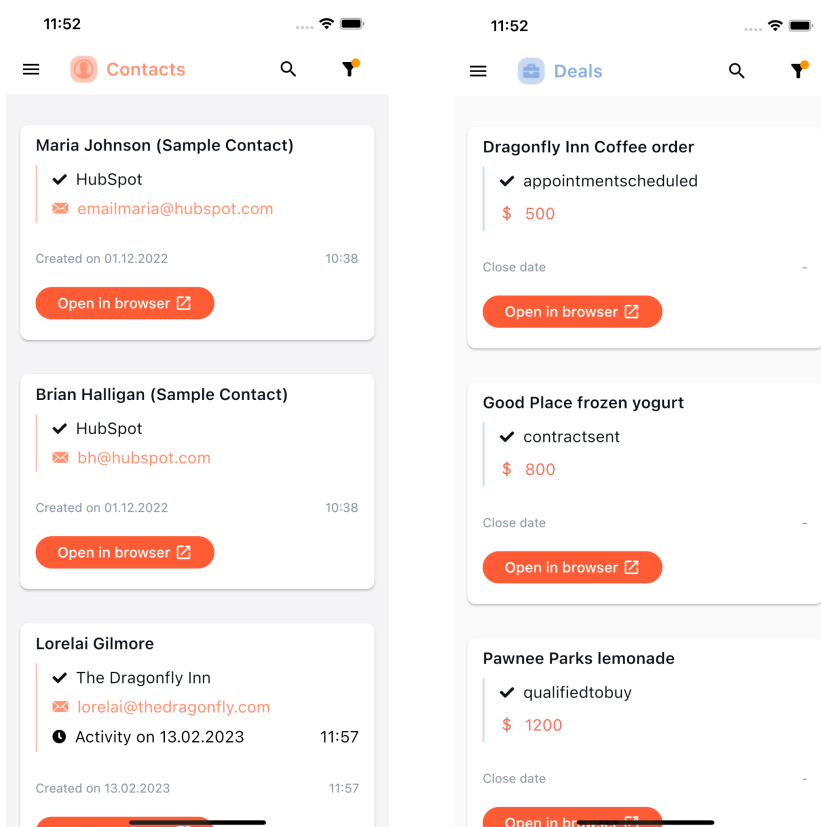 11:52
Contacts
Maria Johnson (Sample Contact)
HubSpot
emailmaria@hubspot.com
Created on 01.12.2022 10:38
Open in browser
Brian Halligan (Sample Contact)
HubSpot
bh@hubspot.com
Created on 01.12.2022 10:38
Open in browser
Lorelai Gilmore
The Dragonfly Inn
lorelai@thedragonfly.com
Activity on 13.02.2023 11:57
Created on 13.02.2023 11:57
11:52
Deals
Dragonfly Inn Coffee order
appointmentscheduled
$ 500
Close date -
Open in browser
Good Place frozen yogurt
contractsent
$ 800
Close date -
Open in browser
Pawnee Parks lemonade
qualifiedtobuy
$ 1200
Close date -
Open in